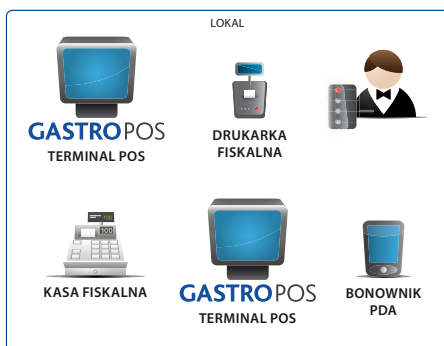 LOKAL
GASTROPOS
TERMINAL POS
DRUKARKA
FISKALNA
100
100
KASA FISKALNA
GASTROPOS
TERMINAL POS
BONOWNIK
PDA